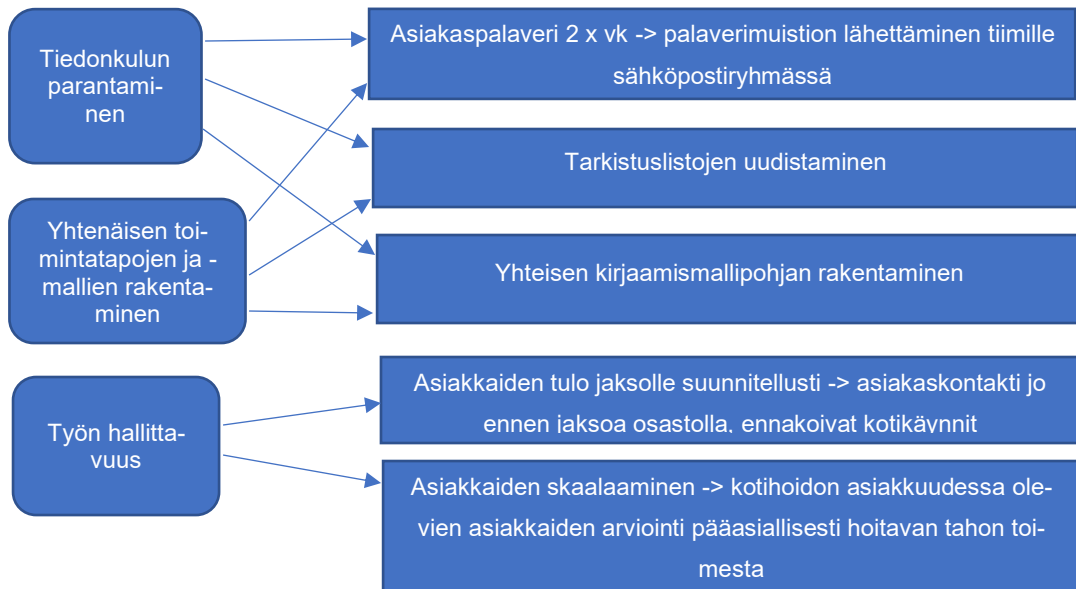 Tiedonkulun
parantami-
nen
Asiakaspalaveri 2 x vk -> palaverimuistion lähettäminen tiimille
sähköpostiryhmässä
Tarkistuslistojen uudistaminen
Yhtenäisen toi-
mintatapojen ja -
mallien rakenta-
minen
Yhteisen kirjaamismallipohjan rakentaminen
Työn hallitta-
vuus
Asiakkaiden tulo jaksolle suunnitellusti -> asiakaskontakti jo
ennen jaksoa osastolla, ennakoivat kotikäynnit
Asiakkaiden skaalaaminen -> kotihoidon asiakkuudessa ole-
vien asiakkaiden arviointi pääasiallisesti hoitavan tahon toi-
mesta